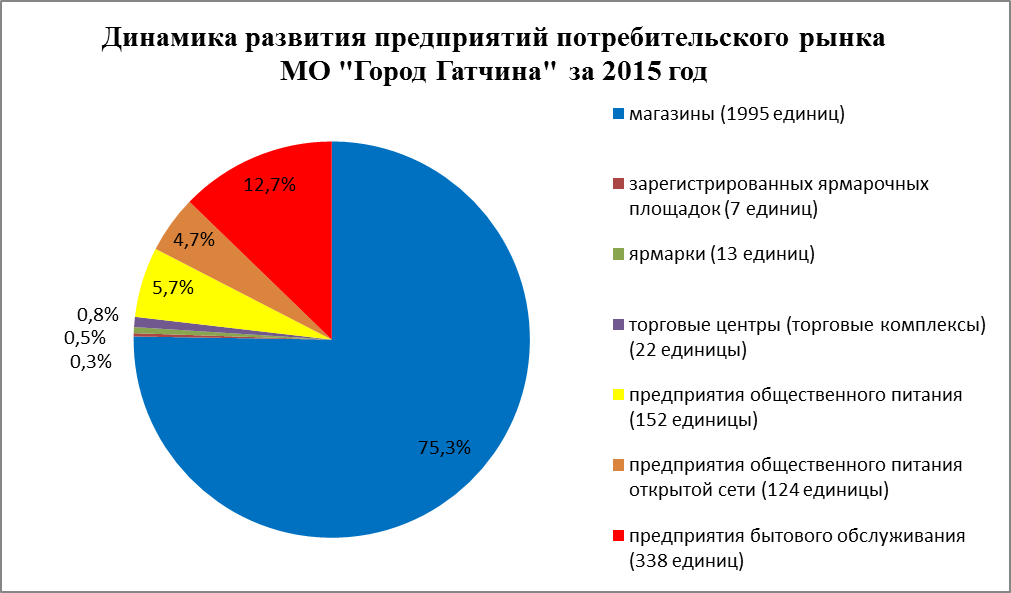 Динамика развития предприятий потребительского рынка
МО "Город Гатчина" за 2015 год
12,7%
4,7%
5,7%
0,8%
0,5%
0,3%
75,3%
магазины (1995 единиц)
зарегистрированных ярмарочных
площадок (7 единиц)
ярмарки (13 единиц)
торговые центры (торговые комплексы)
(22 единицы)
предприятия общественного питания
(152 единицы)
предприятия общественного питания
открытой сети (124 единицы)
предприятия бытового обслуживания
(338 единиц)